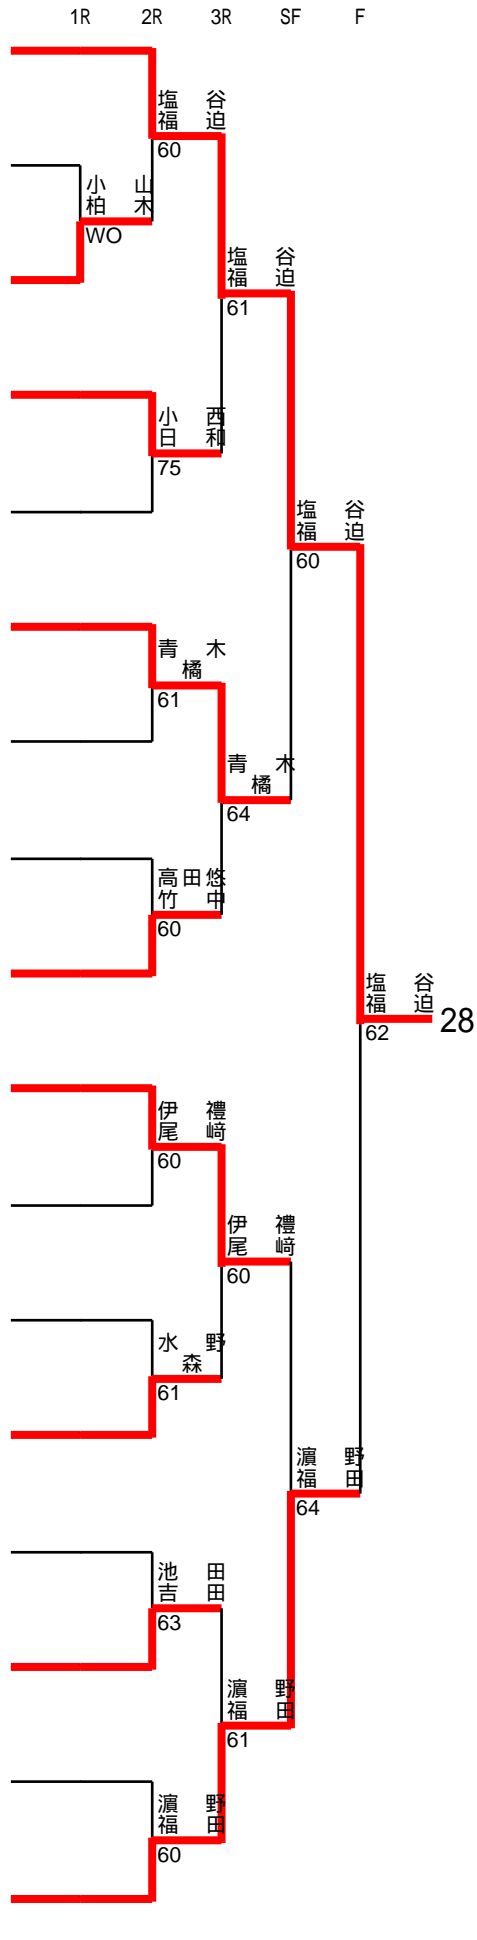 1R 2R 3R SF F
塩 谷
福 迫
60
小 山
柏 木
WO
塩 谷
福 迫
61
小 西
日 和
75
塩 谷
福 迫
60
青 木
橘
61
青 木
橘
64
高 田 悠
竹 中
60
塩 谷
福 迫
28
62
伊 禮
尾 﨑
60
伊 禮
尾 﨑
60
水 野
森
61
濵 野
福 田
64
池 田
吉 田
63
濵 野
福 田
61
濵 野
福 田
60